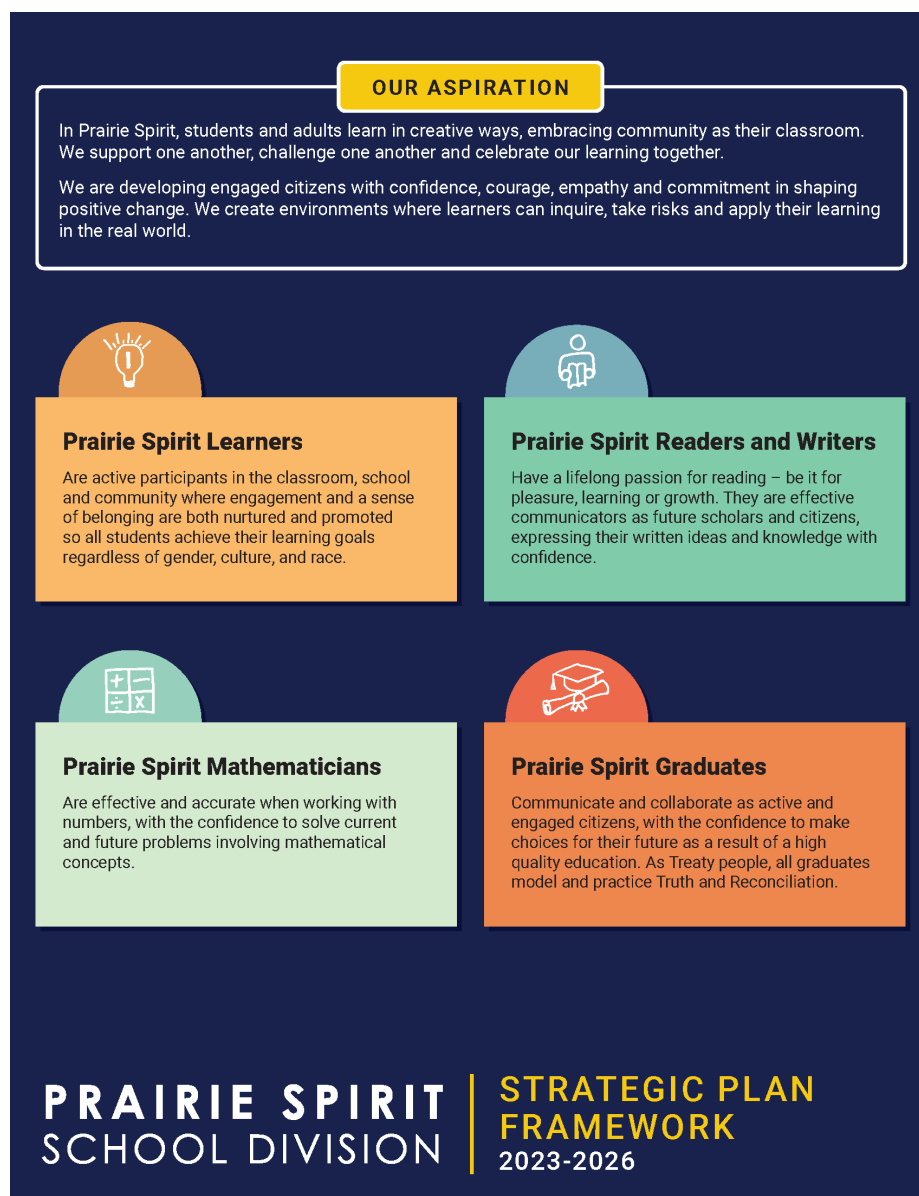 OUR ASPIRATION
In Prairie Spirit, students and adults learn in creative ways, embracing community as their classroom.
We support one another, challenge one another and celebrate our learning together.
We are developing engaged citizens with confidence, courage, empathy and commitment in shaping
positive change. We create environments where learners can inquire, take risks and apply their learning
in the real world.
Prairie Spirit Learners
Are active participants in the classroom, school
and community where engagement and a sense
of belonging are both nurtured and promoted
so all students achieve their learning goals
regardless of gender, culture, and race.
Prairie Spirit Readers and Writers
Have a lifelong passion for reading – be it for
pleasure, learning or growth. They are effective
communicators as future scholars and citizens,
expressing their written ideas and knowledge with
confidence.
+ −
÷ x
Prairie Spirit Mathematicians
Are effective and accurate when working with
numbers, with the confidence to solve current
and future problems involving mathematical
concepts.
Prairie Spirit Graduates
Communicate and collaborate as active and
engaged citizens, with the confidence to make
choices for their future as a result of a high
quality education. As Treaty people, all graduates
model and practice Truth and Reconciliation.
PRAIRIE SPIRIT
SCHOOL DIVISION
STRATEGIC PLAN
FRAMEWORK
2023-2026